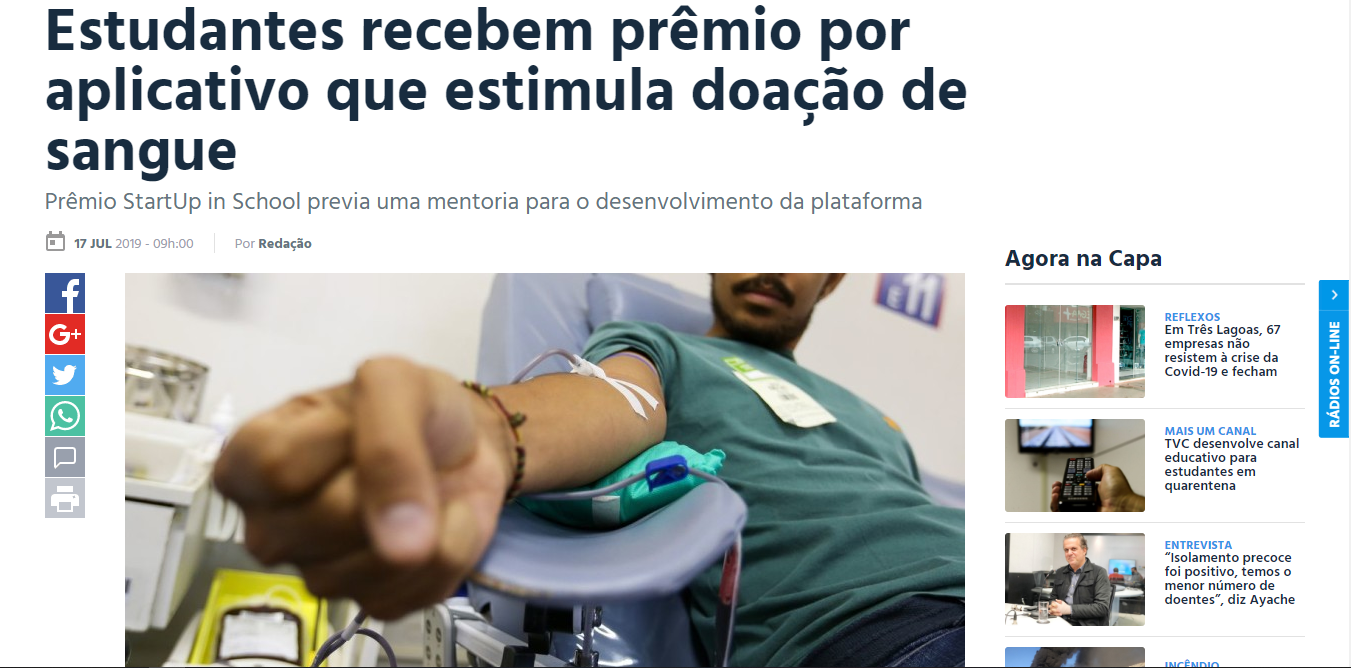 Estudantes recebem prêmio por
aplicativo que estimula doação de
sangue
Prêmio StartUp in School previa uma mentoria para o desenvolvimento da plataforma
17 JUL 2019 - 09h:00
Por Redação
G+
11
Agora na Capa
REFLEXOS
Em Três Lagoas, 67
empresas não
resistem à crise da
Covid-19 e fecham
MAIS UM CANAL
TVC desenvolve canal
educativo para
estudantes em
quarentena
ENTREVISTA
“Isolamento precoce
foi positivo, temos o
menor número de
doentes”, diz Ayache
INCÊNDIO
RÁDIOS ON-LINE